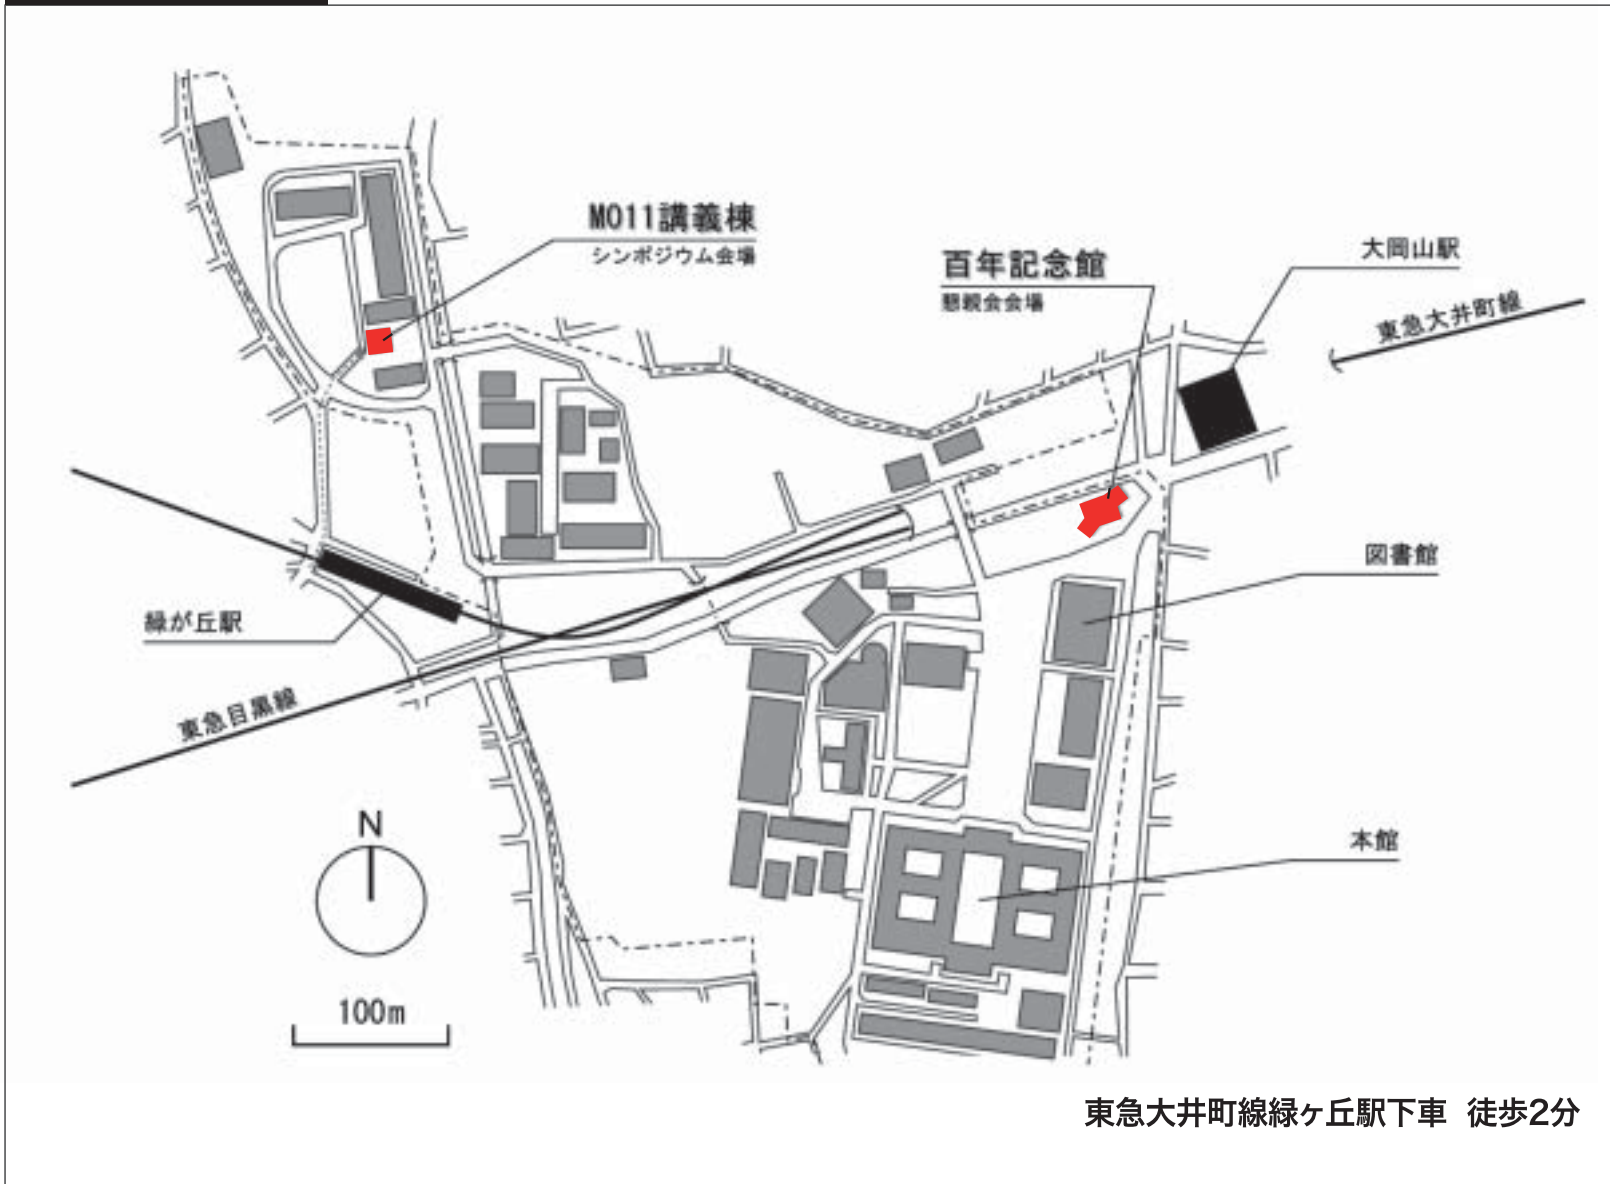 M011講義棟
シンポジウム会場
百年記念館
懇親会会場
大岡山駅
東急大井町線
図書館
緑が丘駅
東急目黒線
N
本館
100m
東急大井町線緑ヶ丘駅下車 徒歩2分